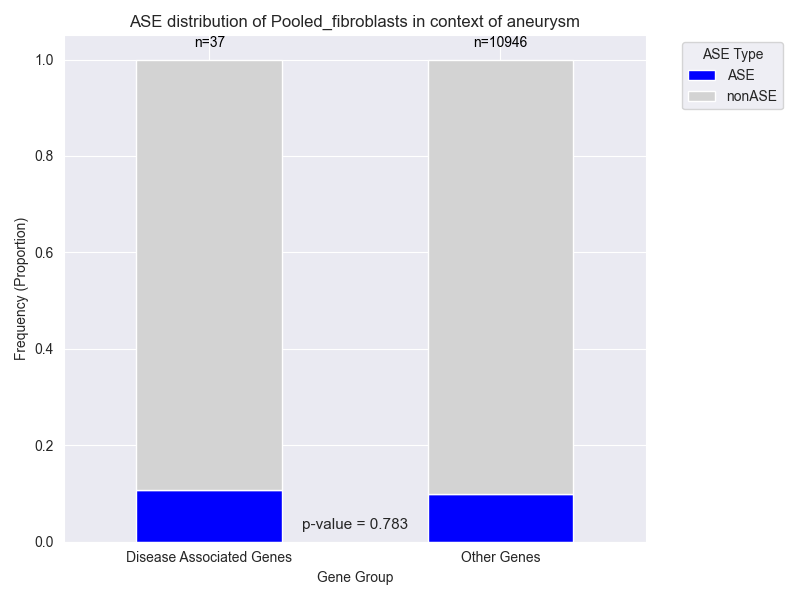 ASE distribution of Pooled_fibroblasts in context of aneurysm
n=37
n=10946
ASE Type
ASE
nonASE
Frequency (Proportion)
1.0
0.8
0.6
0.4
0.2
0.0
p-value = 0.783
Disease Associated Genes
Other Genes
Gene Group